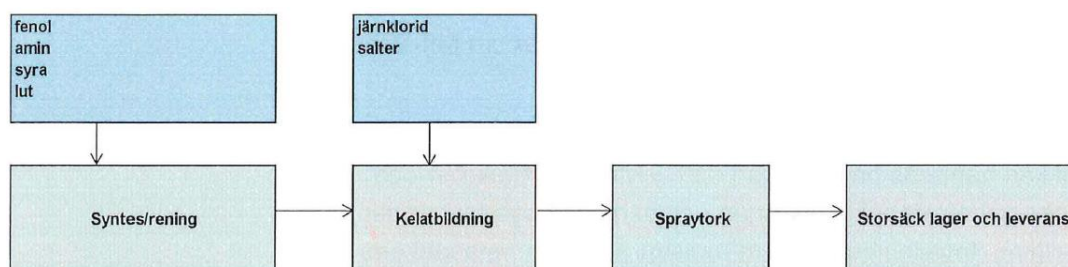 fenol
amin
syra
lut
järnklorid
salter
Syntes/rening
Kelatbildning
Spraytork
Storsäck lager och leverans